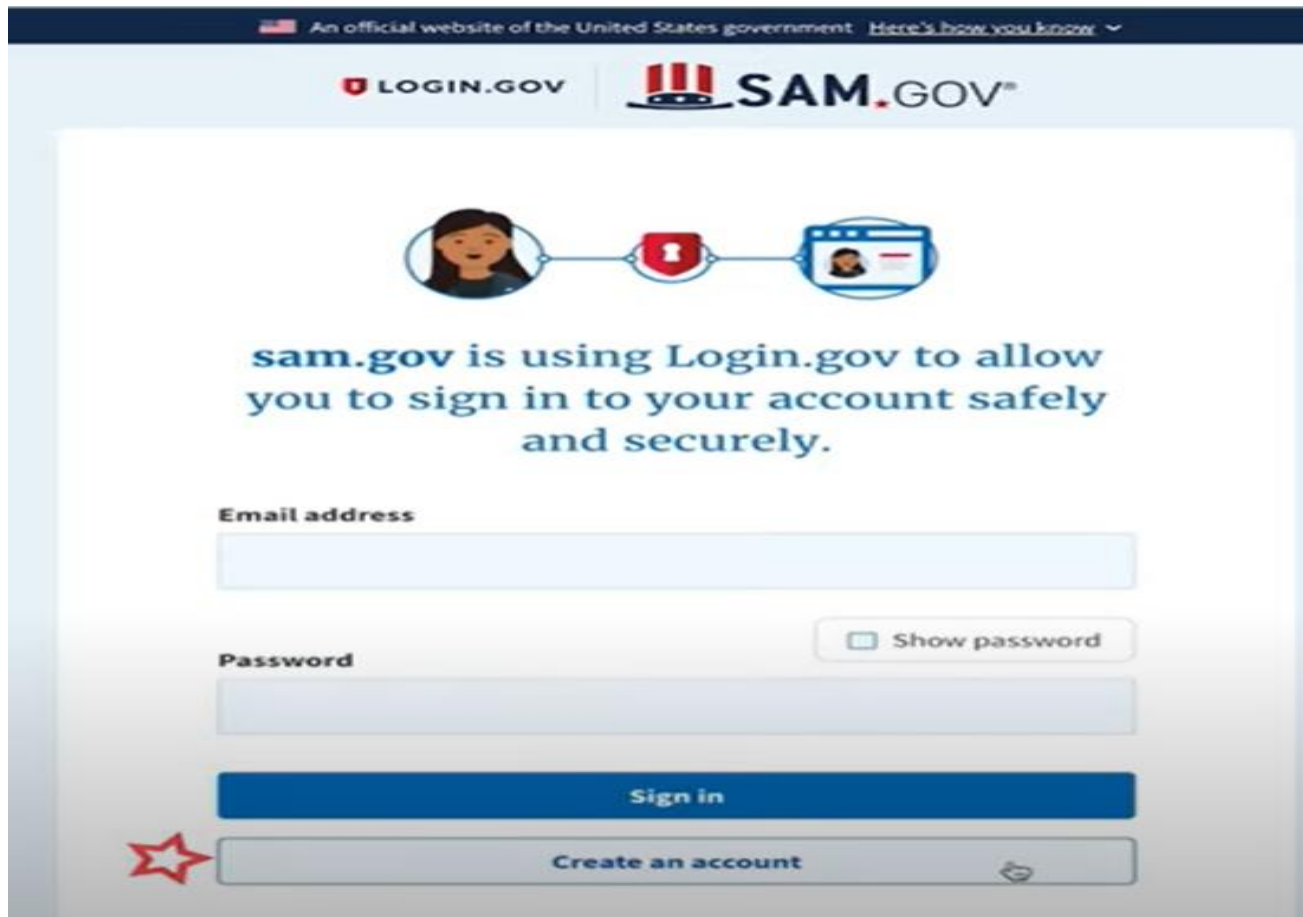 An official website of the United States government Here's how you know
LOGIN.GOV SAM.GOV®
sam.gov is using Login.gov to allow
you to sign in to your account safely
and securely.
Email address
Show password
Password
Sign in
Create an account